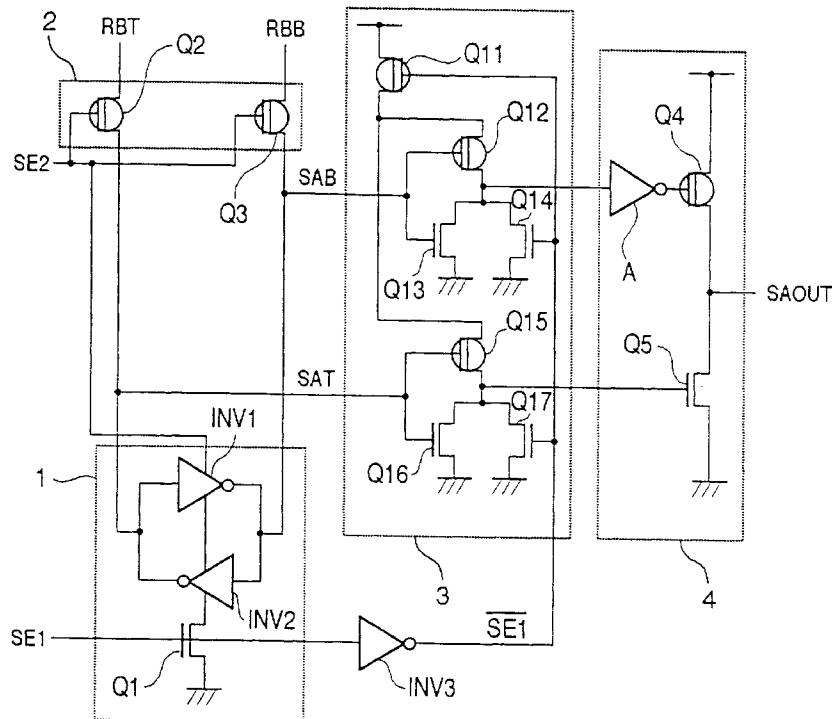 2
RBT
Q2
RBB
Q11
Q12
Q4
SE2
Q3
SAB
Q14
Q13
A
SAOUT
Q15
Q5
SAT
INV1
Q17
Q16
1
3
INV2
4
SE1
SE1
Q1
INV3